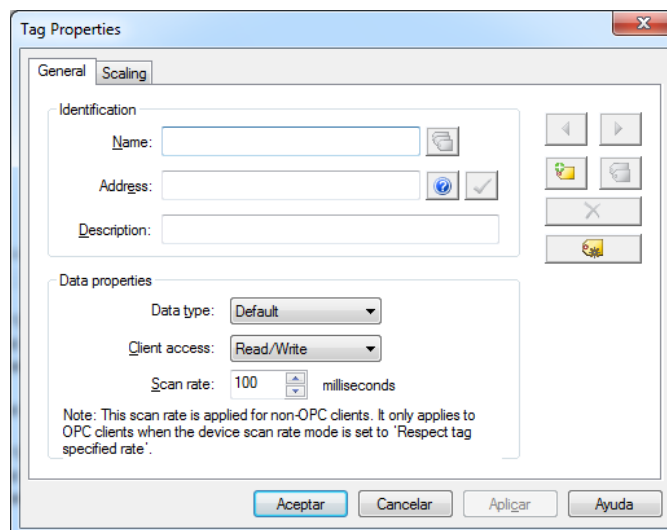 Tag Properties
General
Scaling
Identification
Name:
Address:
Description:
Data properties
Data type:
Default
Client access:
Read/Write
Scan rate:
100
milliseconds
Note: This scan rate is applied for non-OPC clients. It only applies to
OPC clients when the device scan rate mode is set to 'Respect tag
specified rate'.
Aceptar
Cancelar
Aplicar
Ayuda